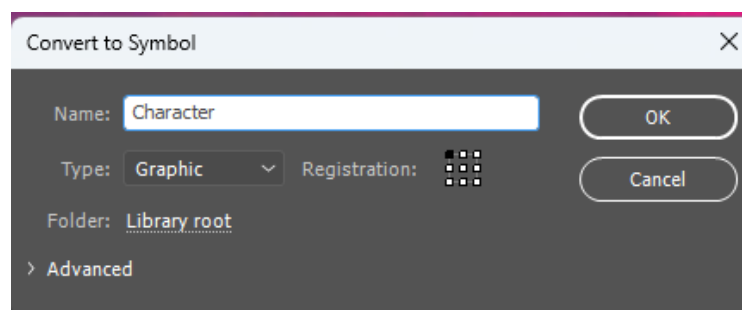 Convert to Symbol
Name: Character
OK
Type: Graphic Registration:
Cancel
Folder: Library root
> Advanced